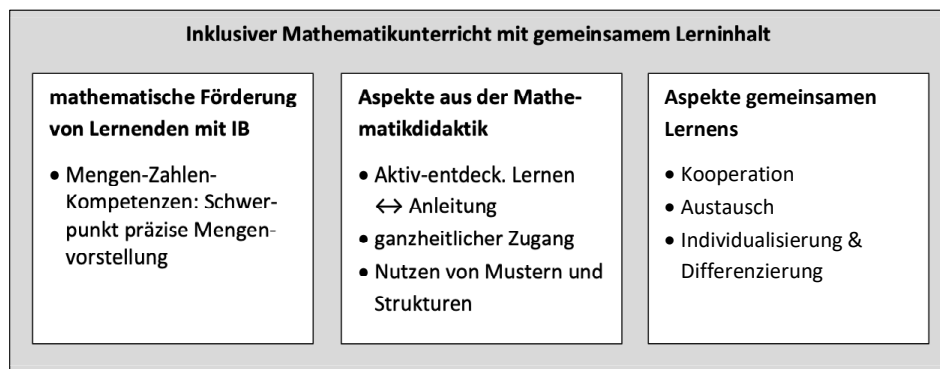 Inklusiver Mathematikunterricht mit gemeinsamem Lerninhalt
mathematische Förderung
von Lernenden mit IB
• Mengen-Zahlen-
Kompetenzen: Schwer-
punkt präzise Mengen-
vorstellung
Aspekte aus der Mathe-
matikdidaktik
• Aktiv-entdeck. Lernen
↔ Anleitung
• ganzheitlicher Zugang
• Nutzen von Mustern und
Strukturen
Aspekte gemeinsamen
Lernens
• Kooperation
• Austausch
• Individualisierung &
Differenzierung